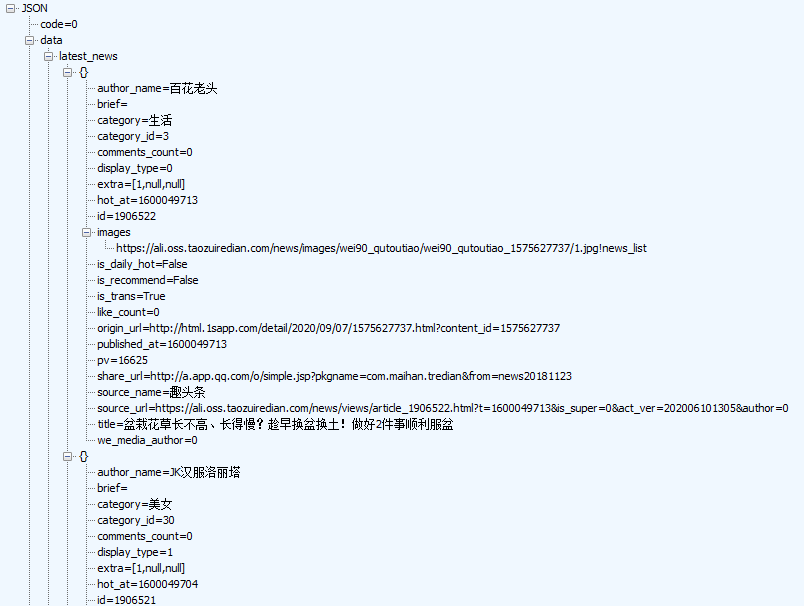 JSON
code=0
data
latest_news
{}
author_name=百花老头
brief=
category=生活
category_id=3
comments_count=0
display_type=0
extra=[1,null,null]
hot_at=1600049713
id=1906522
images
https://ali.oss.taozuiredian.com/news/images/wei90_qutoutiao/wei90_qutoutiao_1575627737/1.jpg!news_list
is_daily_hot=False
is_recommend=False
is_trans=True
like_count=0
origin_url=http://html.1sapp.com/detail/2020/09/07/1575627737.html?content_id=1575627737
published_at=1600049713
pv=16625
share_url=http://a.app.qq.com/o/simple.jsp?pkgname=com.maihan.tredian&from=news20181123
source_name=趣头条
source_url=https://ali.oss.taozuiredian.com/news/views/article_1906522.html?t=1600049713&is_super=0&act_ver=202006101305&author=0
title=盆栽花草长不高、长得慢？趁早换盆换土！做好2件事顺利服盆
we_media_author=0
{}
author_name=JK汉服洛丽塔
brief=
category=美女
category_id=30
comments_count=0
display_type=1
extra=[1,null,null]
hot_at=1600049704
id=1906521